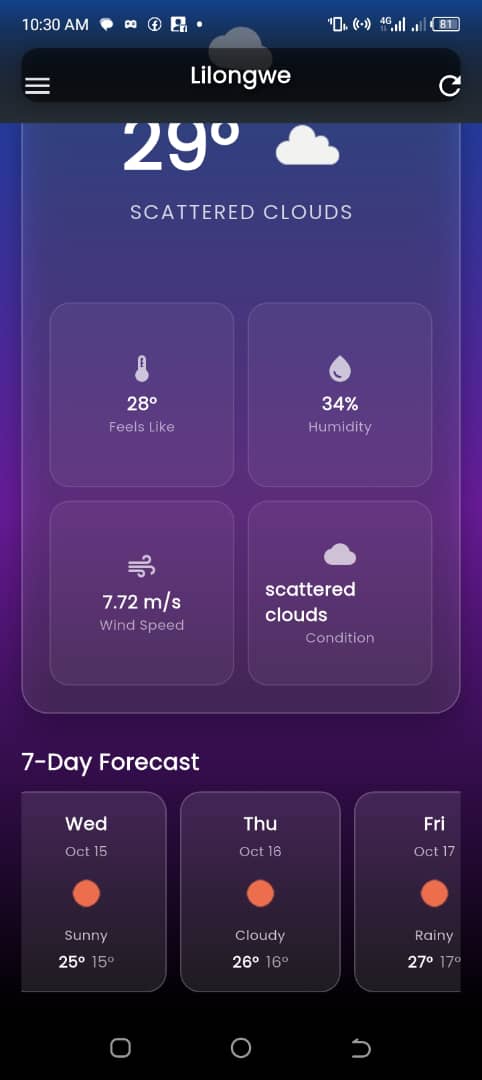 10:30 AM
4G
81
Lilongwe
29°
SCATTERED CLOUDS
28°
Feels Like
34%
Humidity
7.72 m/s
Wind Speed
scattered
clouds
Condition
7-Day Forecast
Wed
Oct 15
Sunny
25° 15°
Thu
Oct 16
Cloudy
26° 16°
Fri
Oct 17
Rainy
27° 17°